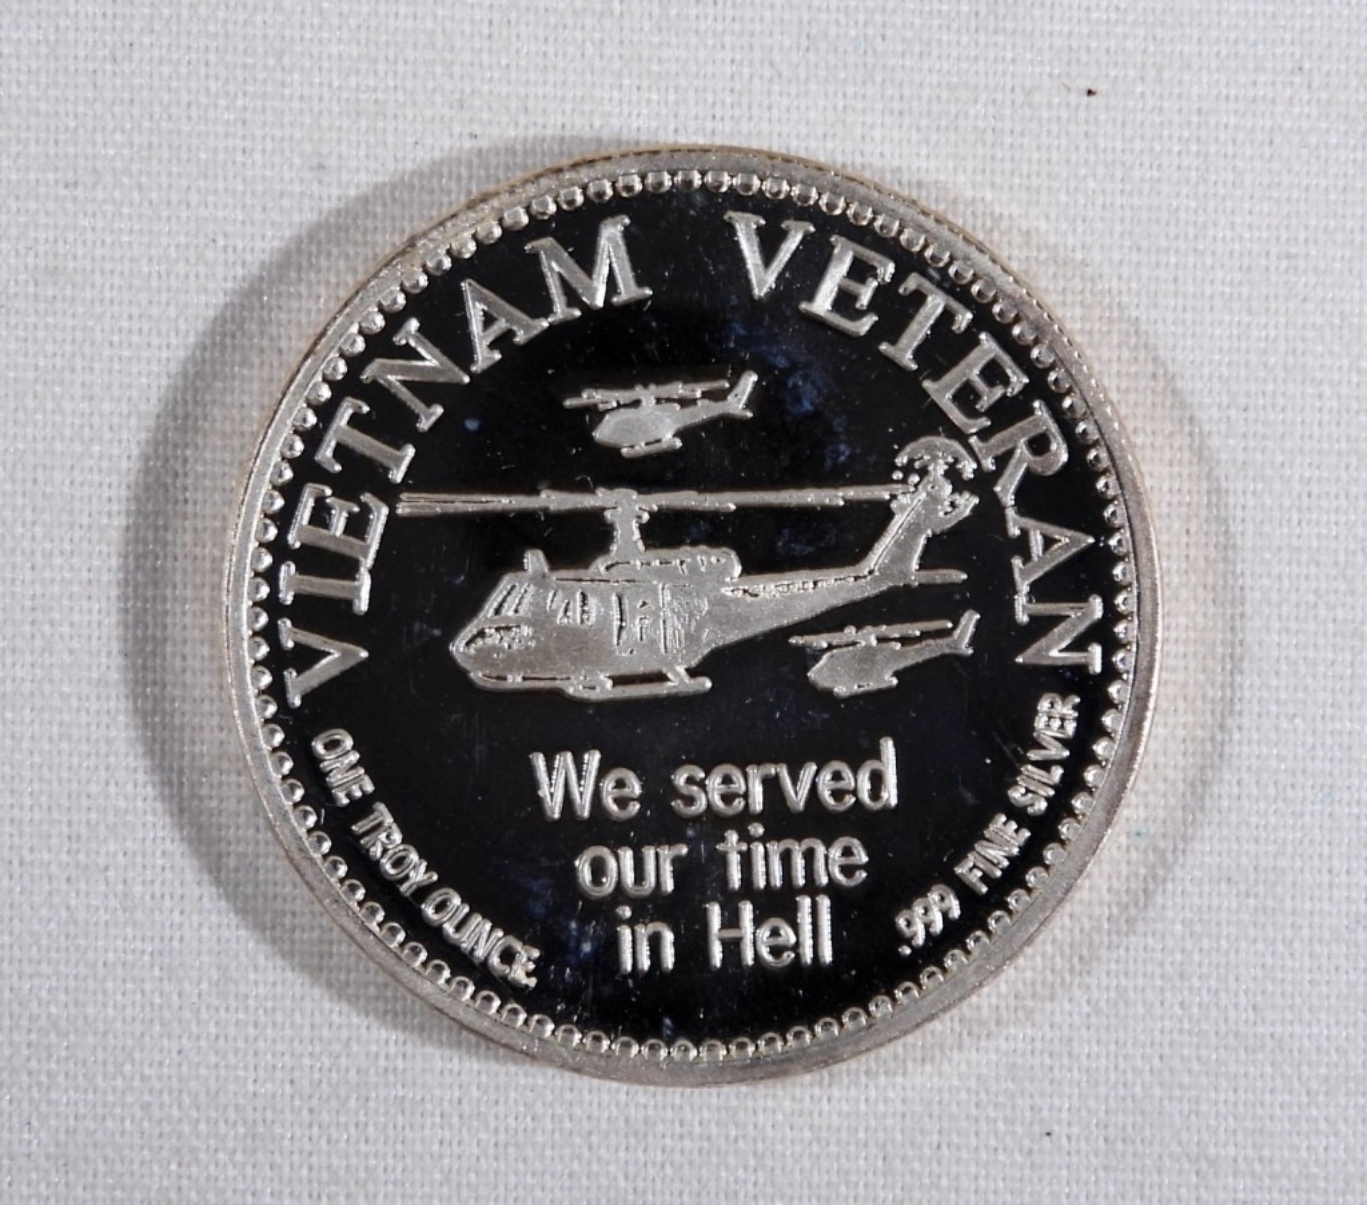 VIETNAM VETERAN
We served
our time
in Hell
ONE TROY OUNCE
.999 FINE SILVER